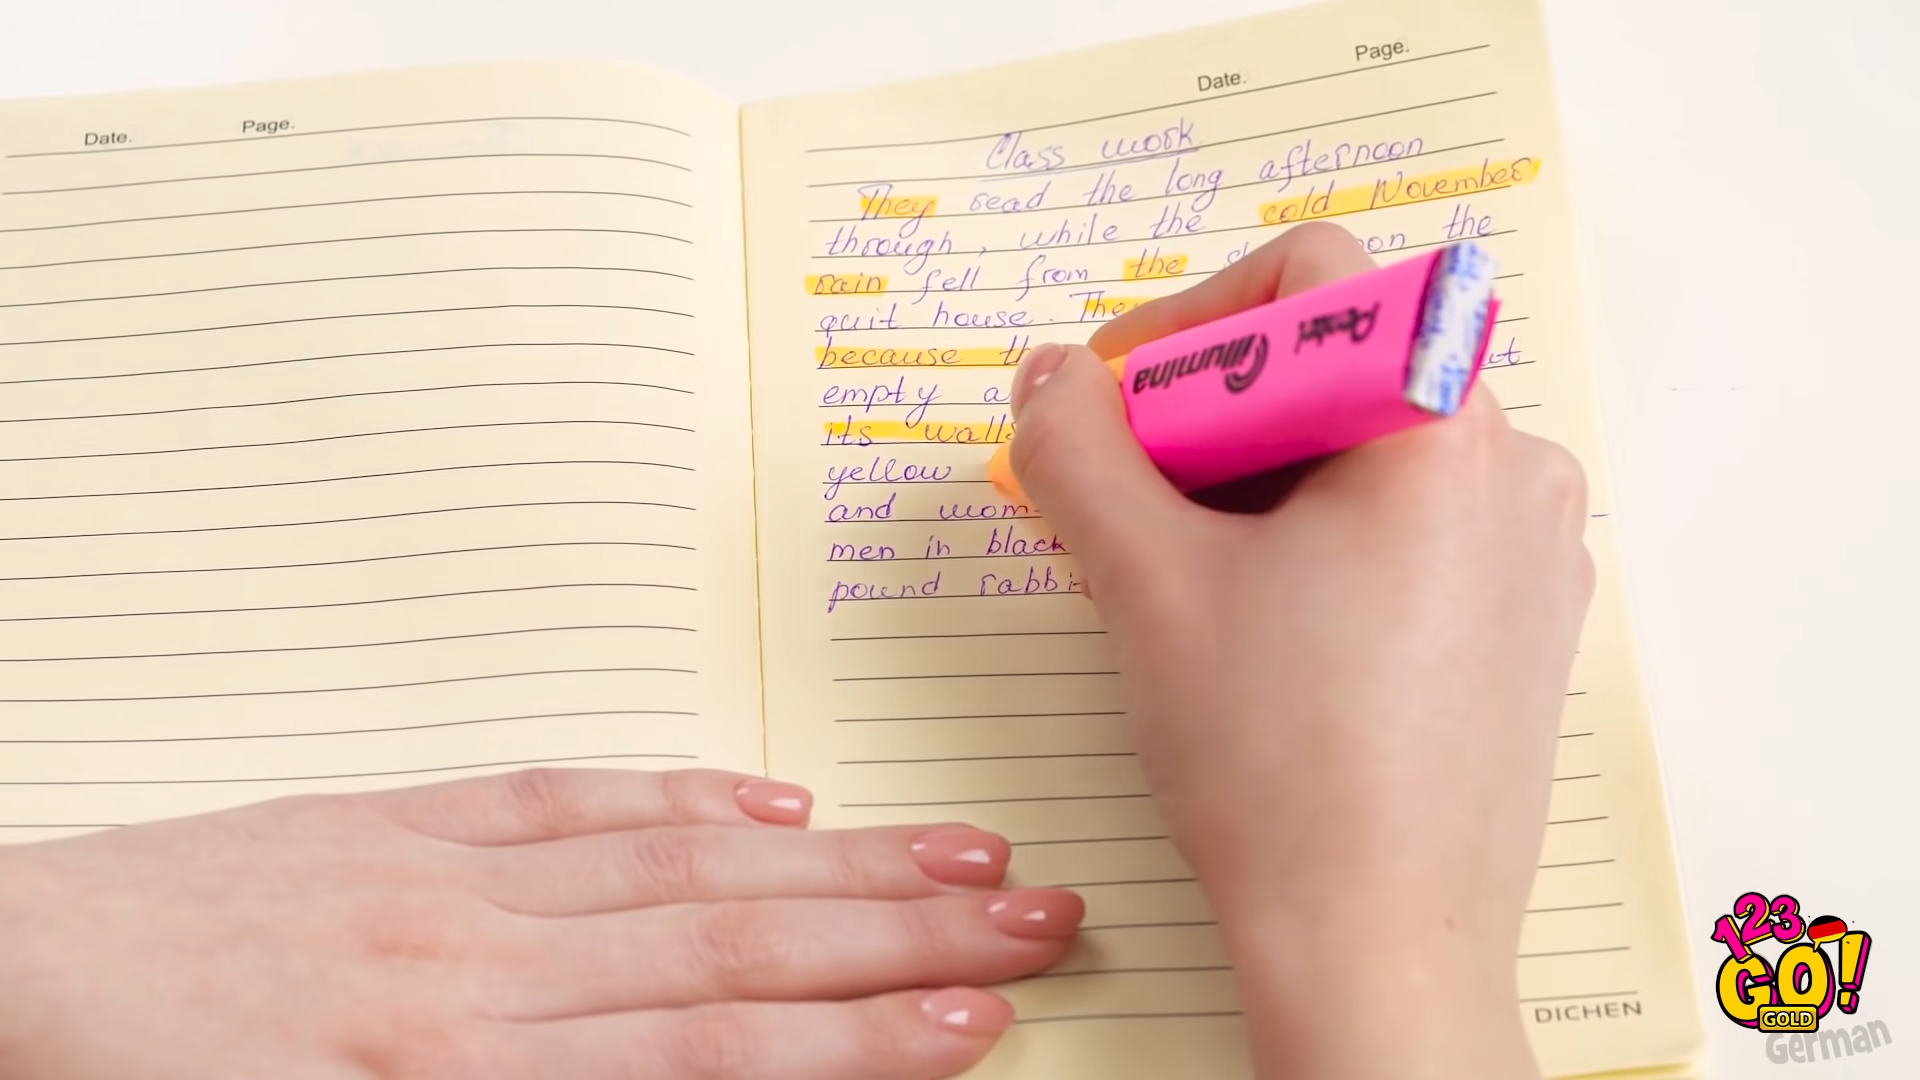 Date. Page.
Date. Page.
Class work
They read the long afternoon
through, while the cold November
rain fell from the the
quit house.
because
empty
its walls
yellow
and wom-
men in black
pound rabbi-
Pentel illumina
DICHEN
123
GO!
GOLD
German